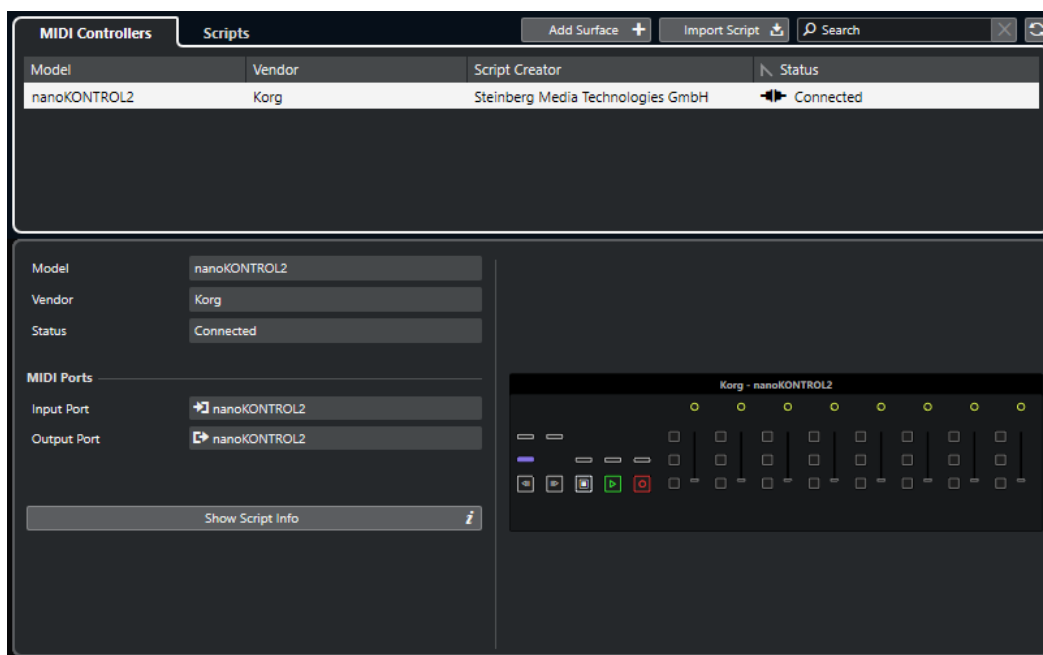 MIDI Controllers Scripts Add Surface Import Script Search
Model Vendor Script Creator Status
nanoKONTROL2 Korg Steinberg Media Technologies GmbH Connected
Model nanoKONTROL2
Vendor Korg
Status Connected
MIDI Ports
Input Port nanoKONTROL2
Output Port nanoKONTROL2
Show Script Info i
Korg - nanoKONTROL2